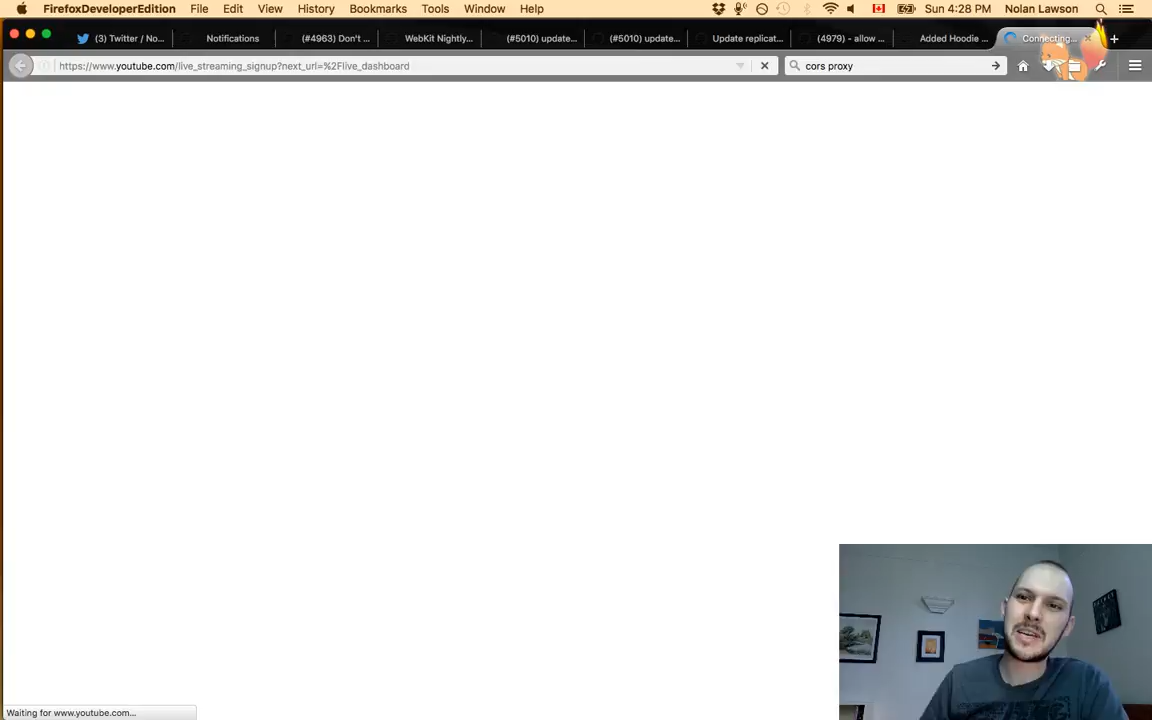 FirefoxDeveloperEdition File Edit View History Bookmarks Tools Window Help Sun 4:28 PM Nolan Lawson
(3) Twitter / No... Notifications (#4963) Don't ... WebKit Nightly... (#5010) update... (#5010) update... Update replicat... (4979) - allow ... Added Hoodie ... Connecting...
https://www.youtube.com/live_streaming_signup?next_url=%2Flive_dashboard cors proxy
Waiting for www.youtube.com...